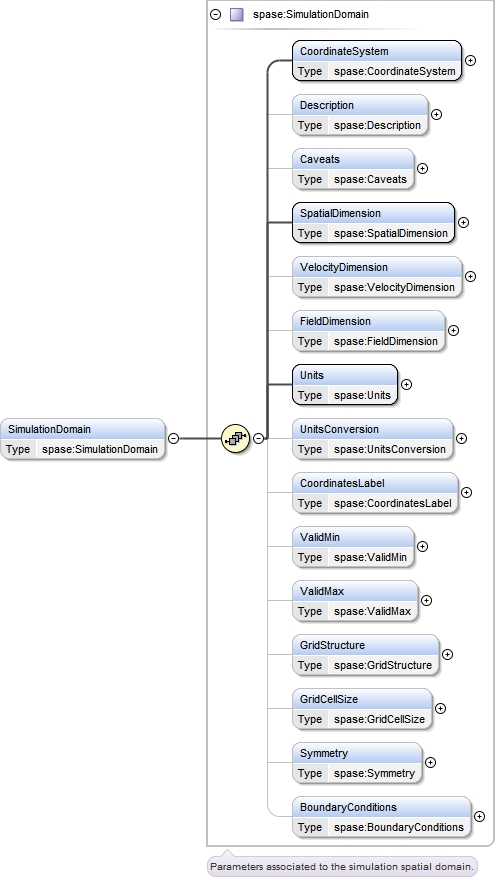 spase:SimulationDomain
CoordinateSystem
Type spase:CoordinateSystem
Description
Type spase:Description
Caveats
Type spase:Caveats
SpatialDimension
Type spase:SpatialDimension
VelocityDimension
Type spase:VelocityDimension
FieldDimension
Type spase:FieldDimension
Units
Type spase:Units
SimulationDomain
Type spase:SimulationDomain
UnitsConversion
Type spase:UnitsConversion
CoordinatesLabel
Type spase:CoordinatesLabel
ValidMin
Type spase:ValidMin
ValidMax
Type spase:ValidMax
GridStructure
Type spase:GridStructure
GridCellSize
Type spase:GridCellSize
Symmetry
Type spase:Symmetry
BoundaryConditions
Type spase:BoundaryConditions
Parameters associated to the simulation spatial domain.